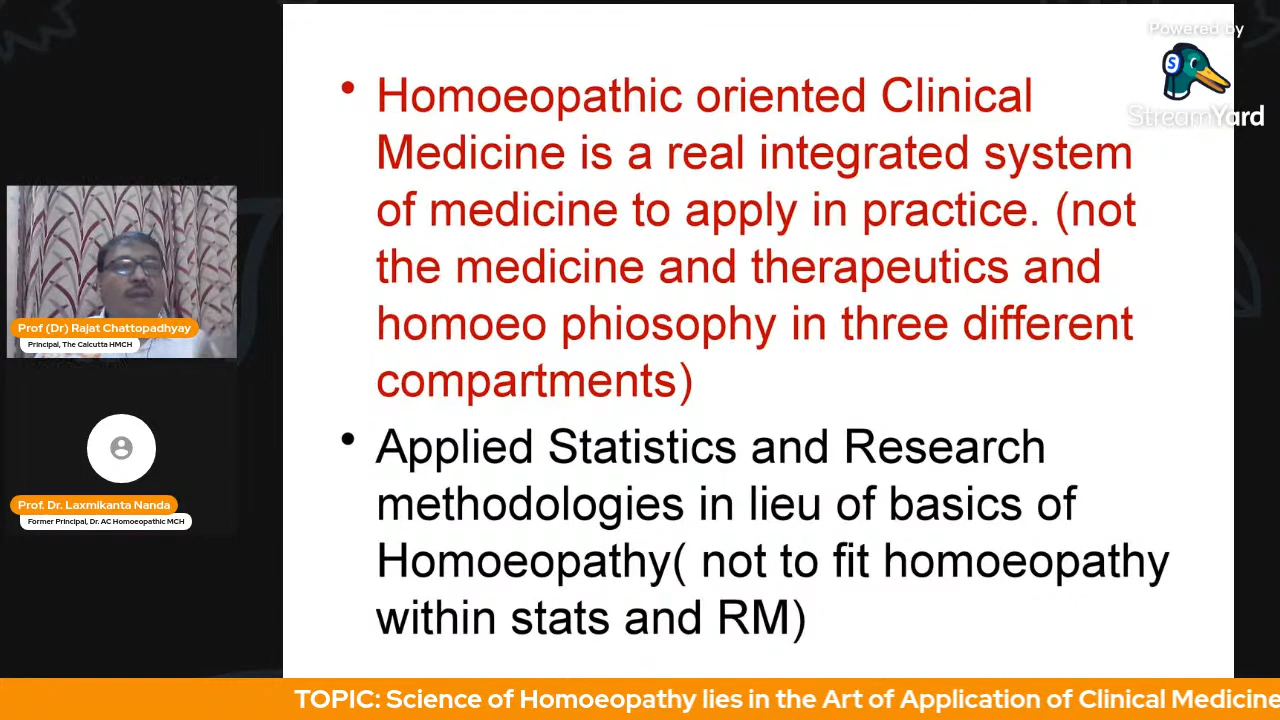 Powered by
StreamYard
• Homoeopathic oriented Clinical
Medicine is a real integrated system
of medicine to apply in practice. (not
the medicine and therapeutics and
homoeo phiosophy in three different
compartments)
• Applied Statistics and Research
methodologies in lieu of basics of
Homoeopathy( not to fit homoeopathy
within stats and RM)
Prof (Dr) Rajat Chattopadhyay
Principal, The Calcutta HMCH
Prof. Dr. Laxmikanta Nanda
Former Principal, Dr. AC Homoeopathic MCH
TOPIC: Science of Homoeopathy lies in the Art of Application of Clinical Medicine